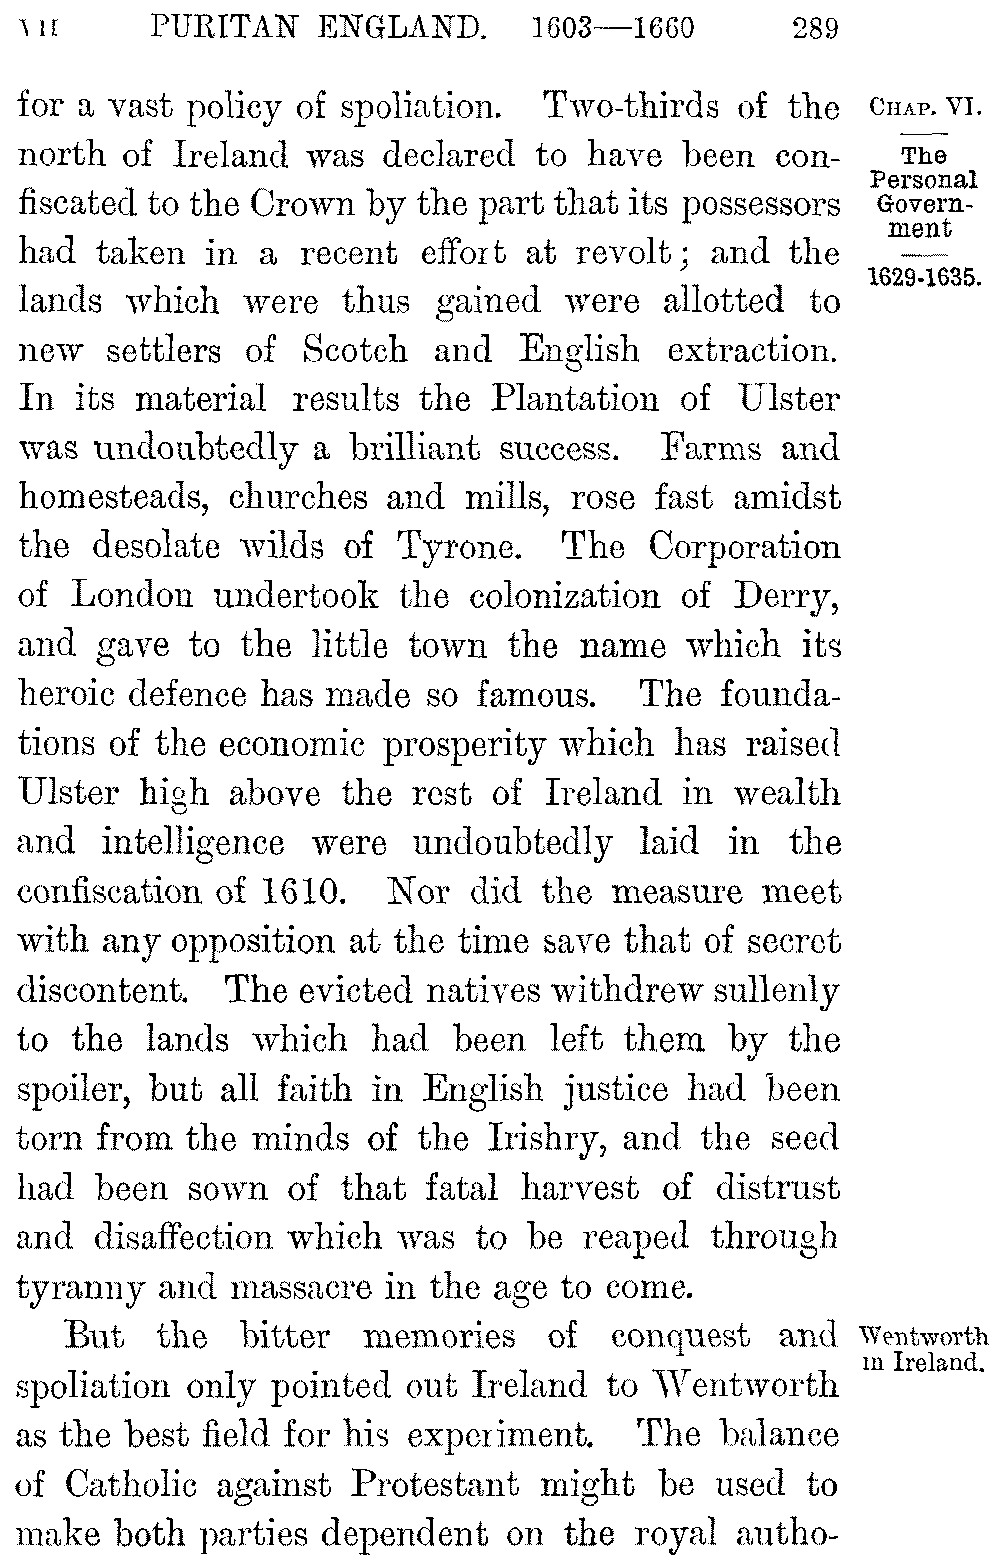 VII PURITAN ENGLAND. 1603—1660 289
for a vast policy of spoliation. Two-thirds of the
north of Ireland was declared to have been con-
fiscated to the Crown by the part that its possessors
had taken in a recent effort at revolt; and the
lands which were thus gained were allotted to
new settlers of Scotch and English extraction.
In its material results the Plantation of Ulster
was undoubtedly a brilliant success. Farms and
homesteads, churches and mills, rose fast amidst
the desolate wilds of Tyrone. The Corporation
of London undertook the colonization of Derry,
and gave to the little town the name which its
heroic defence has made so famous. The founda-
tions of the economic prosperity which has raised
Ulster high above the rest of Ireland in wealth
and intelligence were undoubtedly laid in the
confiscation of 1610. Nor did the measure meet
with any opposition at the time save that of secret
discontent. The evicted natives withdrew sullenly
to the lands which had been left them by the
spoiler, but all faith in English justice had been
torn from the minds of the Irishry, and the seed
had been sown of that fatal harvest of distrust
and disaffection which was to be reaped through
tyranny and massacre in the age to come.
But the bitter memories of conquest and
spoliation only pointed out Ireland to Wentworth
as the best field for his experiment. The balance
of Catholic against Protestant might be used to
make both parties dependent on the royal autho-
CHAP. VI.
The
Personal
Govern-
ment
1629-1635.
Wentworth
in Ireland.